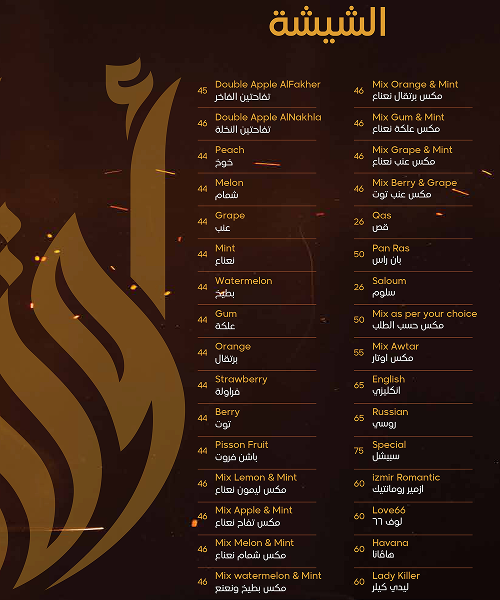 الشيشة
45 Double Apple AlFakher
تفاحتين الفاخر
46 Double Apple AlNakhla
تفاحتين النخلة
44 Peach
خوخ
44 Melon
شمام
44 Grape
عنب
44 Mint
نعناع
44 Watermelon
بطيخ
44 Gum
علكة
44 Orange
برتقال
44 Strawberry
فراولة
44 Berry
توت
44 Pisson Fruit
باشن فروت
46 Mix Lemon & Mint
مكس ليمون نعناع
46 Mix Apple & Mint
مكس تفاح نعناع
46 Mix Melon & Mint
مكس شمام نعناع
46 Mix watermelon & Mint
مكس بطيخ ونعنع
46 Mix Orange & Mint
مكس برتقال نعناع
46 Mix Gum & Mint
مكس علكة نعناع
46 Mix Grape & Mint
مكس عنب نعناع
46 Mix Berry & Grape
مكس عنب توت
26 Qas
قص
50 Pan Ras
بان راس
26 Saloum
سلوم
50 Mix as per your choice
مكس حسب الطلب
55 Mix Awtar
مكس اوتار
65 English
انكليزي
65 Russian
روسي
75 Special
سبيشل
60 izmir Romantic
ازمير رومانتيك
60 Love66
لوف ٦٦
60 Havana
هاڤانا
60 Lady Killer
ليدي كيلر